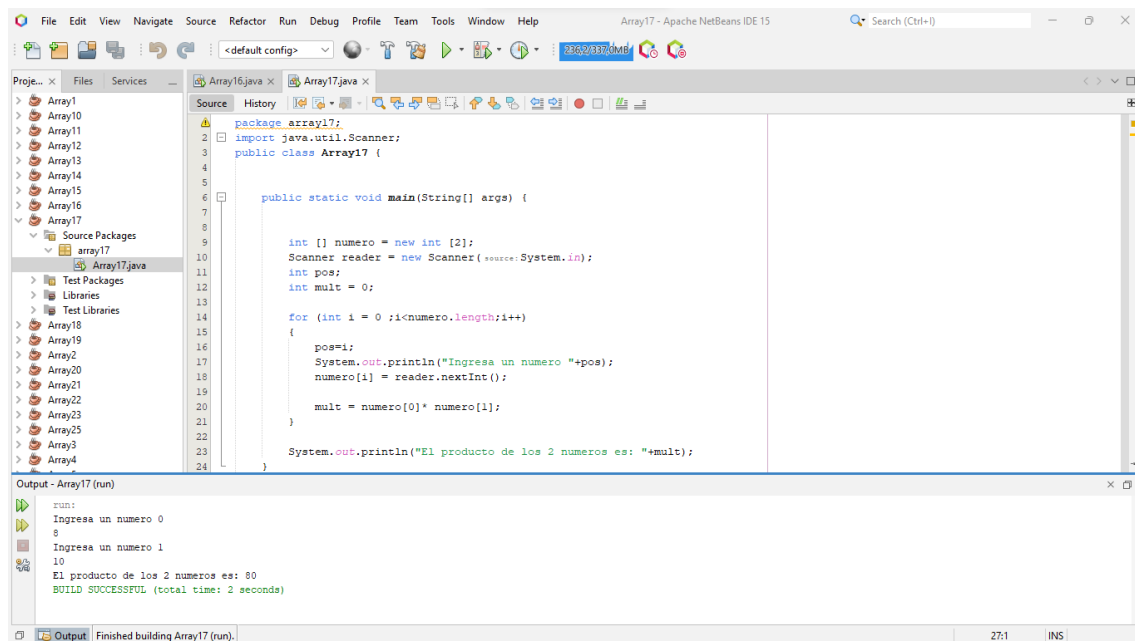 File Edit View Navigate Source Refactor Run Debug Profile Team Tools Window Help
Array17 - Apache NetBeans IDE 15
Search (Ctrl+I)
<default config>
236,2/337,0MB
Proje... Files Services
Array16.java Array17.java
Source History
Array1
Array10
Array11
Array12
Array13
Array14
Array15
Array16
Array17
Source Packages
array17
Array17.java
Test Packages
Libraries
Test Libraries
Array18
Array19
Array2
Array20
Array21
Array22
Array23
Array25
Array3
Array4
package array17;
2 import java.util.Scanner;
3 public class Array17 {
4
5
6 public static void main(String[] args) {
7
8
9 int [] numero = new int [2];
10 Scanner reader = new Scanner( source: System.in);
11 int pos;
12 int mult = 0;
13
14 for (int i = 0 ;i<numero.length;i++)
15 {
16 pos=i;
17 System.out.println("Ingresa un numero "+pos);
18 numero[i] = reader.nextInt();
19
20 mult = numero[0]* numero[1];
21 }
22
23 System.out.println("El producto de los 2 numeros es: "+mult);
24 }
Output - Array17 (run)
run:
Ingresa un numero 0
8
Ingresa un numero 1
10
El producto de los 2 numeros es: 80
BUILD SUCCESSFUL (total time: 2 seconds)
Output Finished building Array17 (run).
27:1 INS